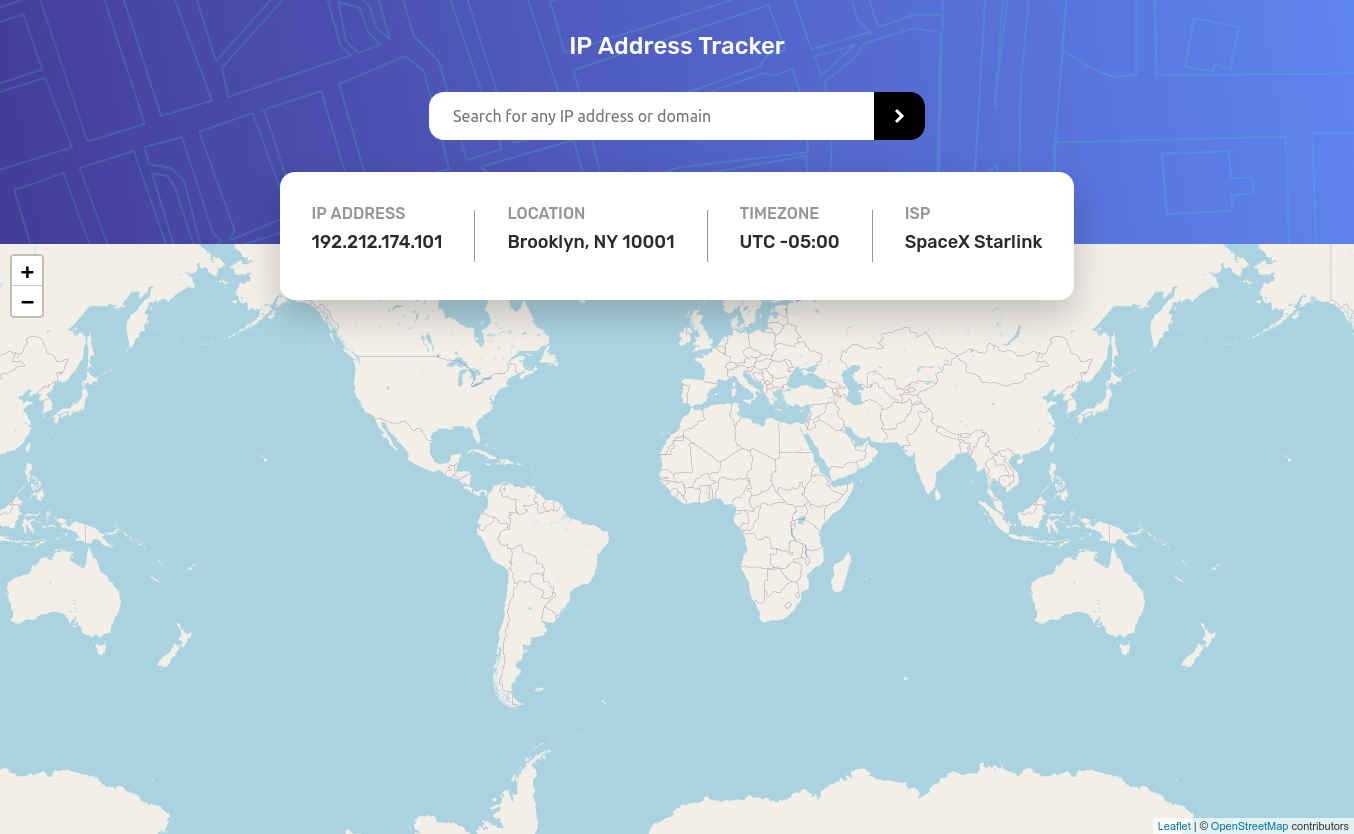 IP Address Tracker
Search for any IP address or domain
IP ADDRESS
192.212.174.101
LOCATION
Brooklyn, NY 10001
TIMEZONE
UTC -05:00
ISP
SpaceX Starlink
+
−
Leaflet | © OpenStreetMap contributors